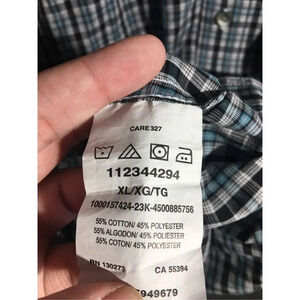 CARE327
112344294
XL/XG/TG
1000157424-23K-4500885756
55% COTTON/ 45% POLYESTER
55% ALGODON/ 45% POLIESTER
55% COTON/ 45% POLYESTER
RN 130273 CA 55394
949679